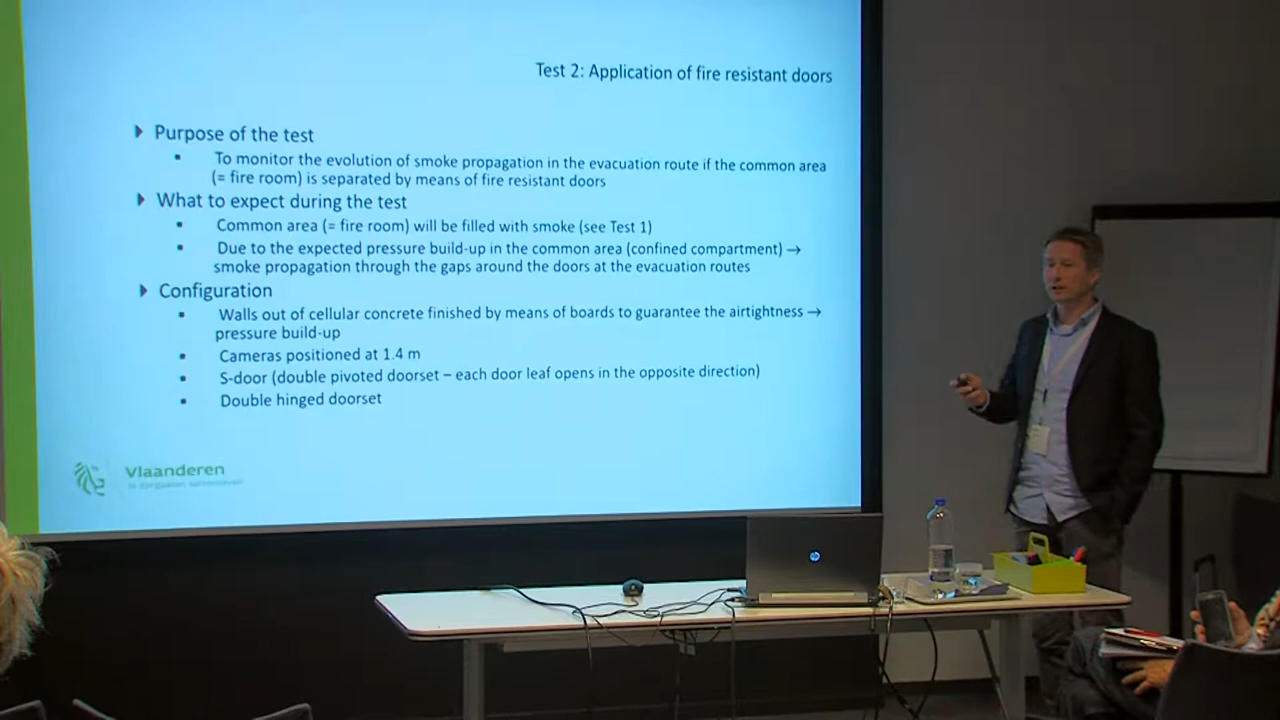 Test 2: Application of fire resistant doors
Purpose of the test
To monitor the evolution of smoke propagation in the evacuation route if the common area
(= fire room) is separated by means of fire resistant doors
What to expect during the test
Common area (= fire room) will be filled with smoke (see Test 1)
Due to the expected pressure build-up in the common area (confined compartment) →
smoke propagation through the gaps around the doors at the evacuation routes
Configuration
Walls out of cellular concrete finished by means of boards to guarantee the airtightness →
pressure build-up
Cameras positioned at 1.4 m
S-door (double pivoted doorset – each door leaf opens in the opposite direction)
Double hinged doorset
Vlaanderen
hp